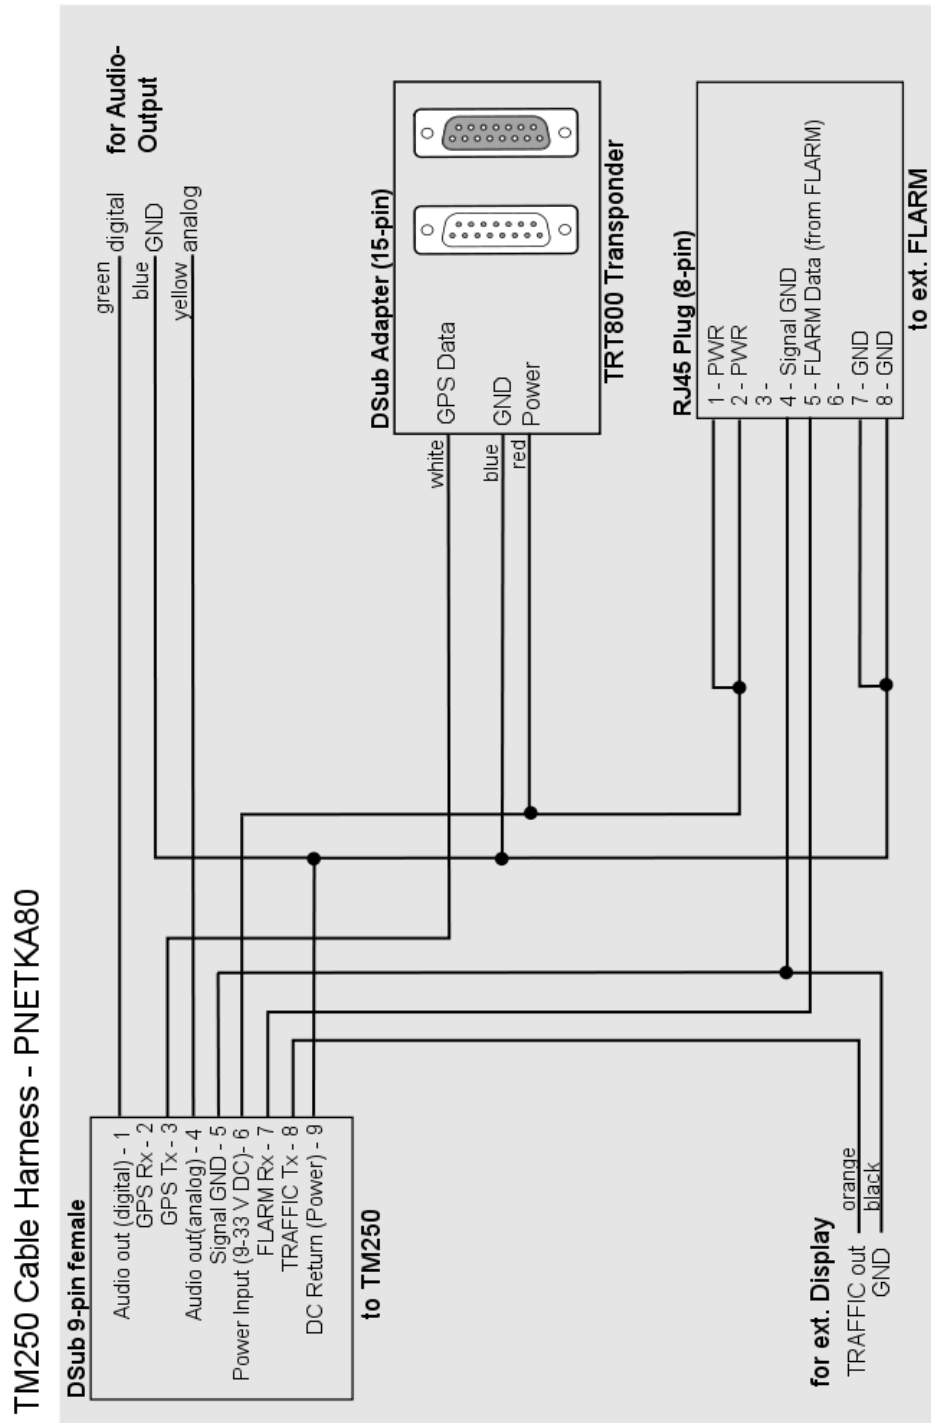 TM250 Cable Harness - PNETKA80
DSub 9-pin female
Audio out (digital) - 1
GPS Rx - 2
GPS Tx - 3
Audio out(analog) - 4
Signal GND - 5
Power Input (9-33 V DC)- 6
FLARM Rx - 7
TRAFFIC Tx - 8
DC Return (Power) - 9
to TM250
green digital
blue GND
yellow analog
for Audio-
Output
DSub Adapter (15-pin)
white GPS Data
blue GND
red Power
TRT800 Transponder
RJ45 Plug (8-pin)
1 - PWR
2 - PWR
3 -
4 - Signal GND
5 - FLARM Data (from FLARM)
6 -
7 - GND
8 - GND
to ext. FLARM
for ext. Display
TRAFFIC out orange
GND black